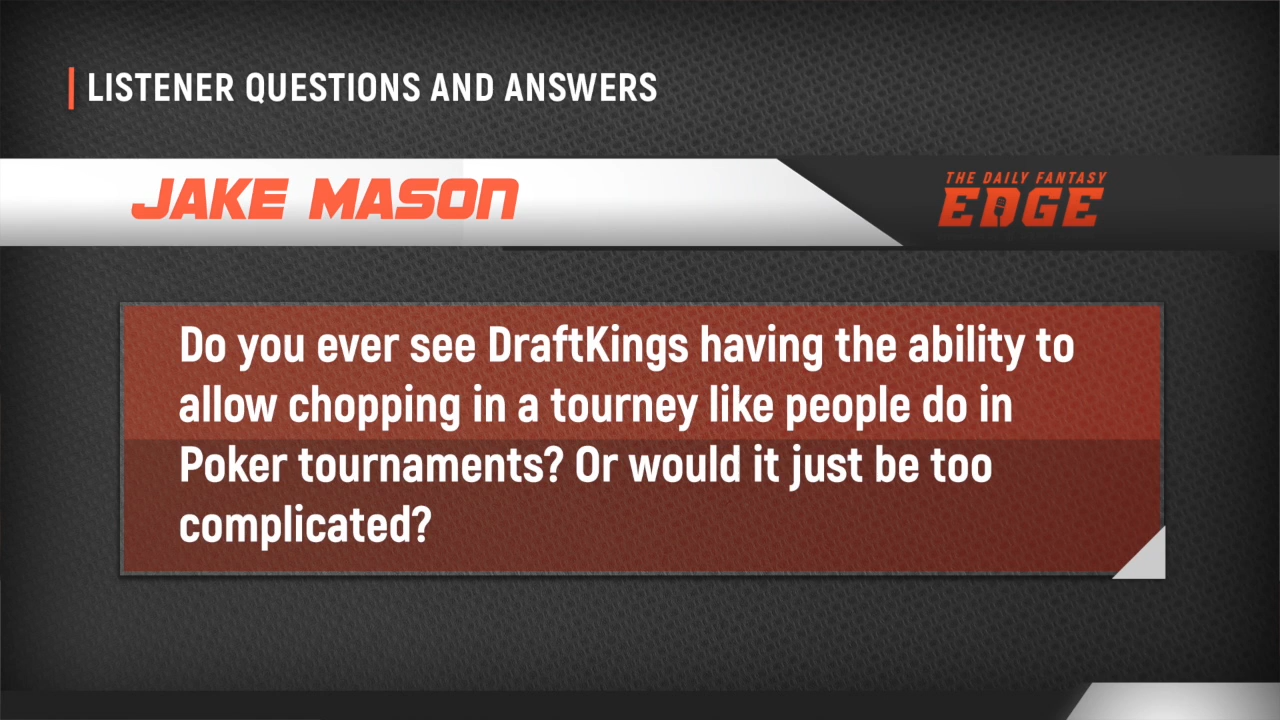 LISTENER QUESTIONS AND ANSWERS
JAKE MASON
THE DAILY FANTASY
EDGE
Do you ever see DraftKings having the ability to
allow chopping in a tourney like people do in
Poker tournaments? Or would it just be too
complicated?